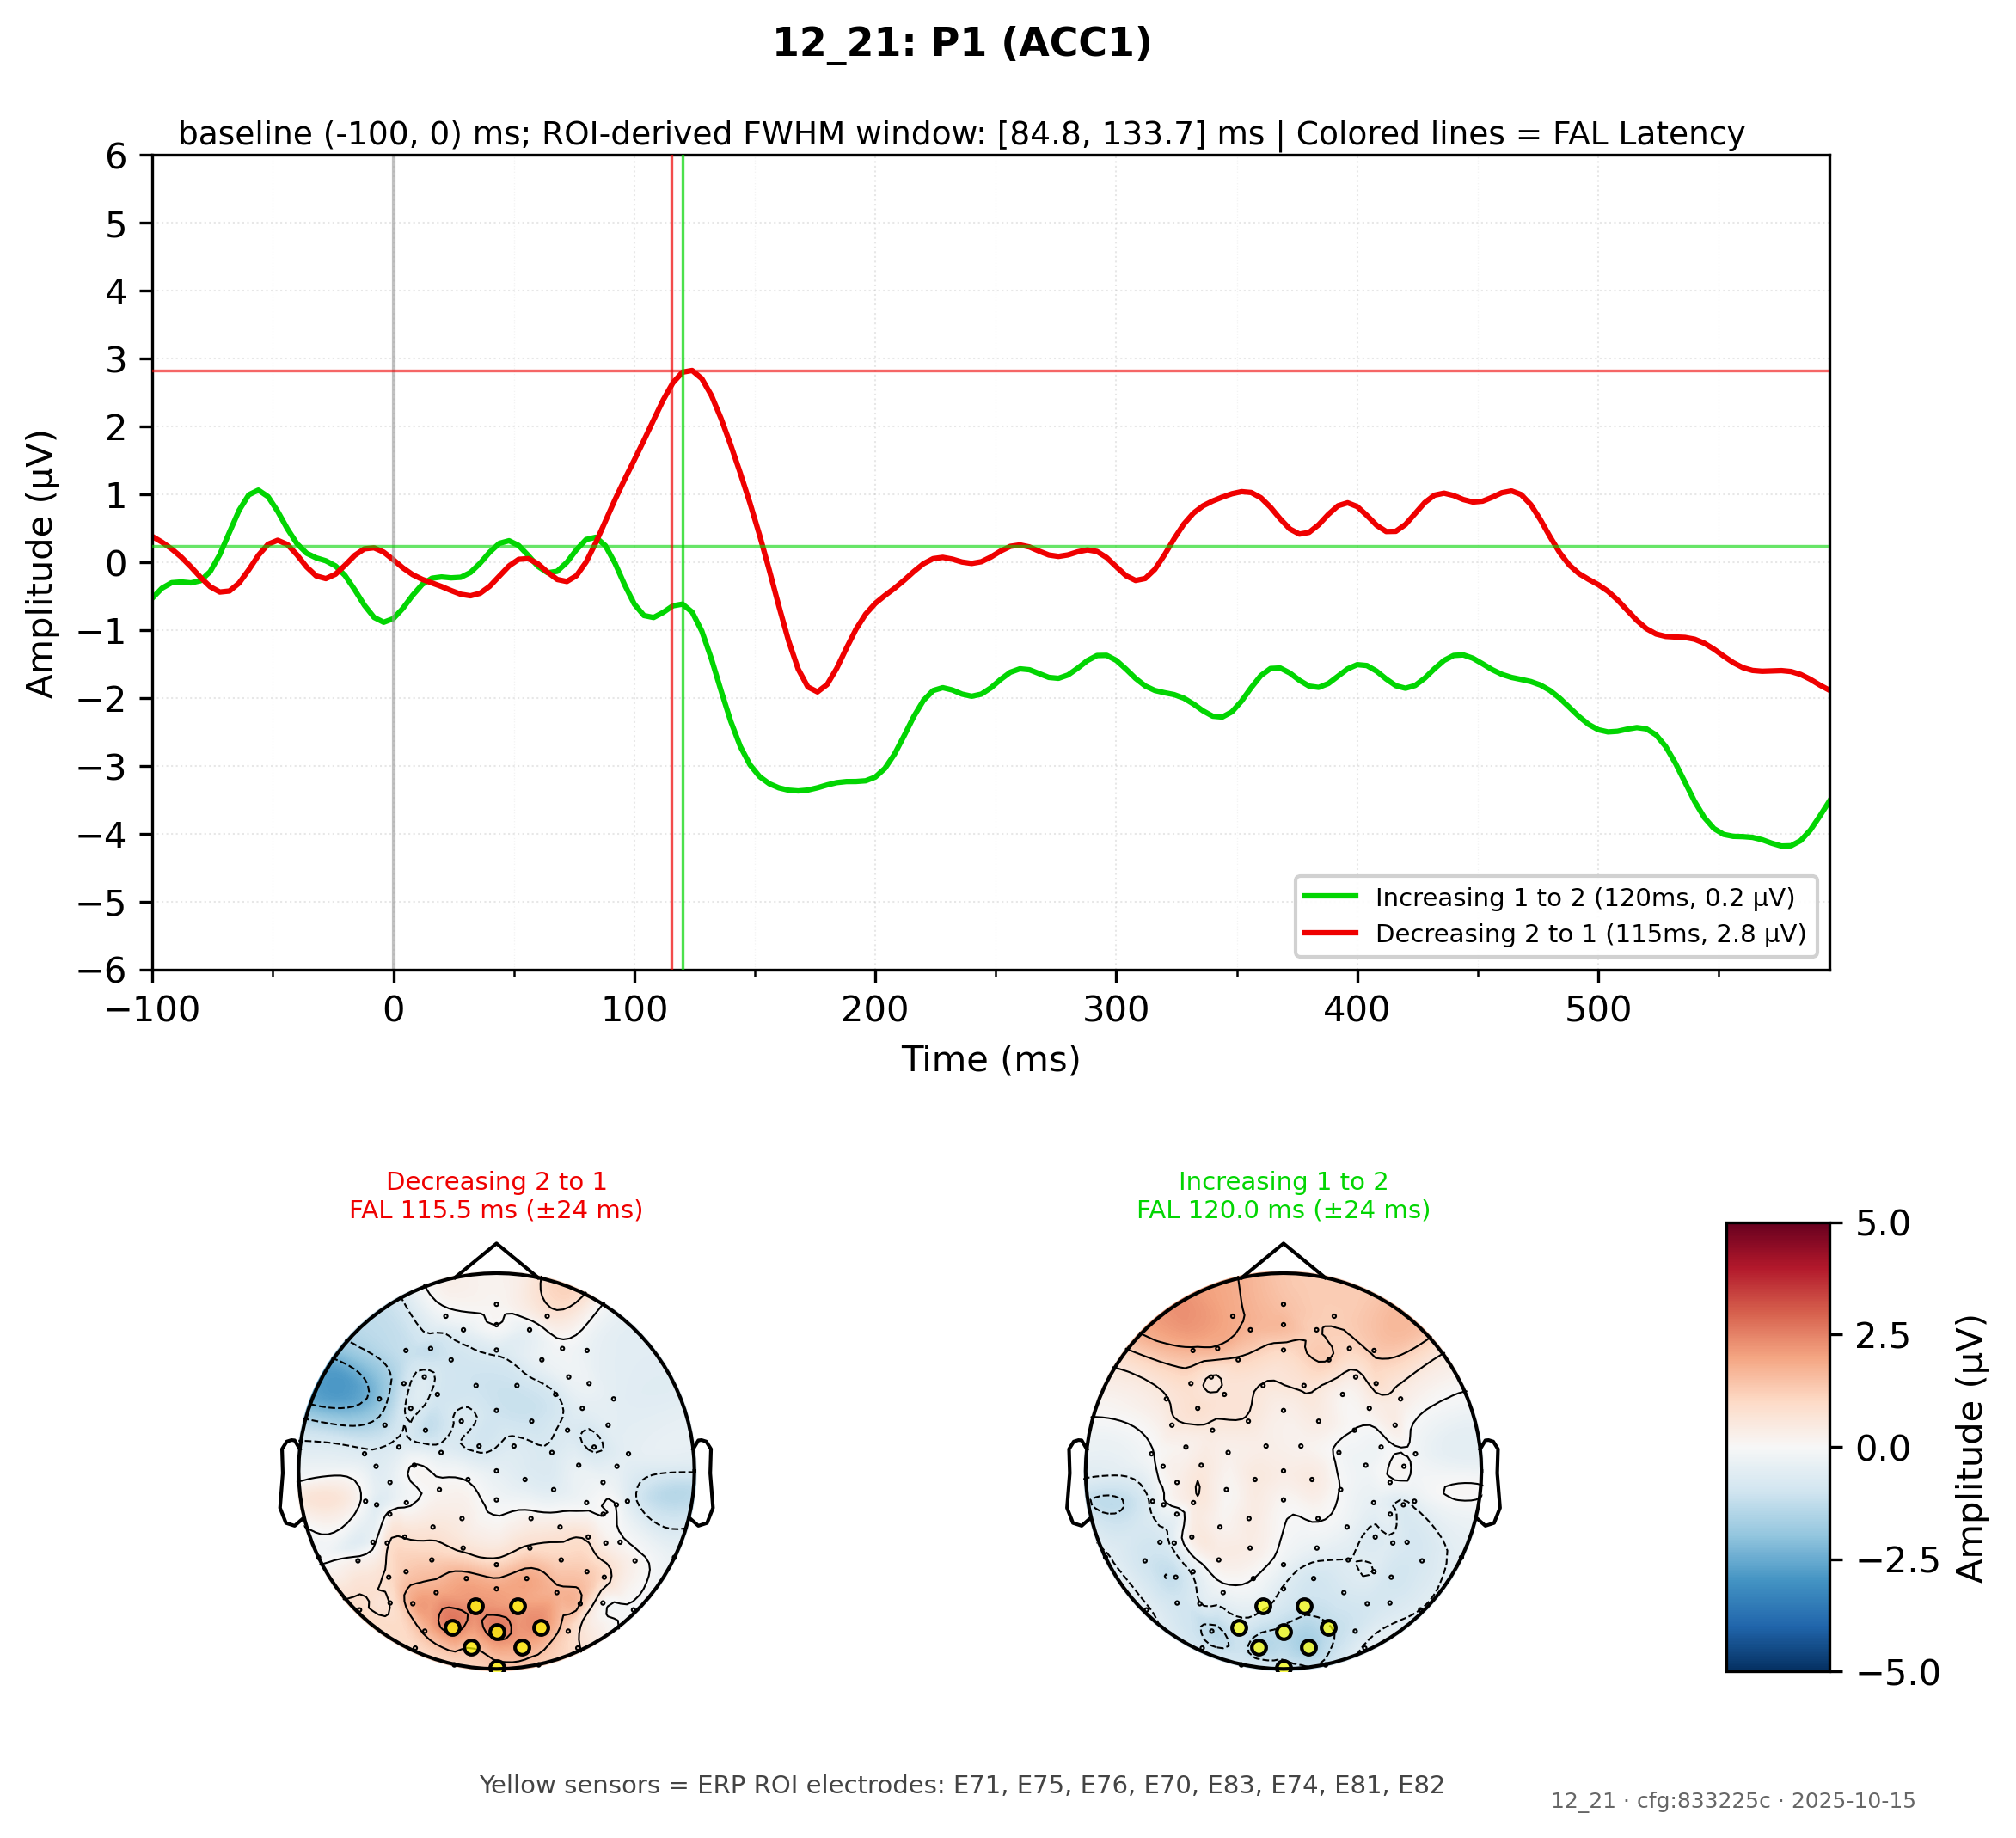 12_21: P1 (ACC1)
baseline (-100, 0) ms; ROI-derived FWHM window: [84.8, 133.7] ms | Colored lines = FAL Latency
6
5
4
3
2
1
0
−1
−2
−3
−4
−5
−6
Amplitude (µV)
Increasing 1 to 2 (120ms, 0.2 µV)
Decreasing 2 to 1 (115ms, 2.8 µV)
−100 0 100 200 300 400 500
Time (ms)
Decreasing 2 to 1
FAL 115.5 ms (±24 ms)
Increasing 1 to 2
FAL 120.0 ms (±24 ms)
5.0
2.5
0.0
−2.5
−5.0
Amplitude (µV)
Yellow sensors = ERP ROI electrodes: E71, E75, E76, E70, E83, E74, E81, E82
12_21 · cfg:833225c · 2025-10-15